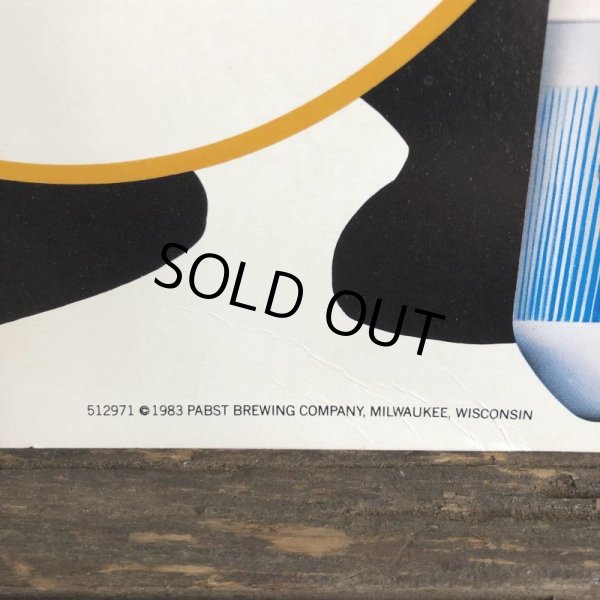 SOLD OUT
512971 ©1983 PABST BREWING COMPANY, MILWAUKEE, WISCONSIN